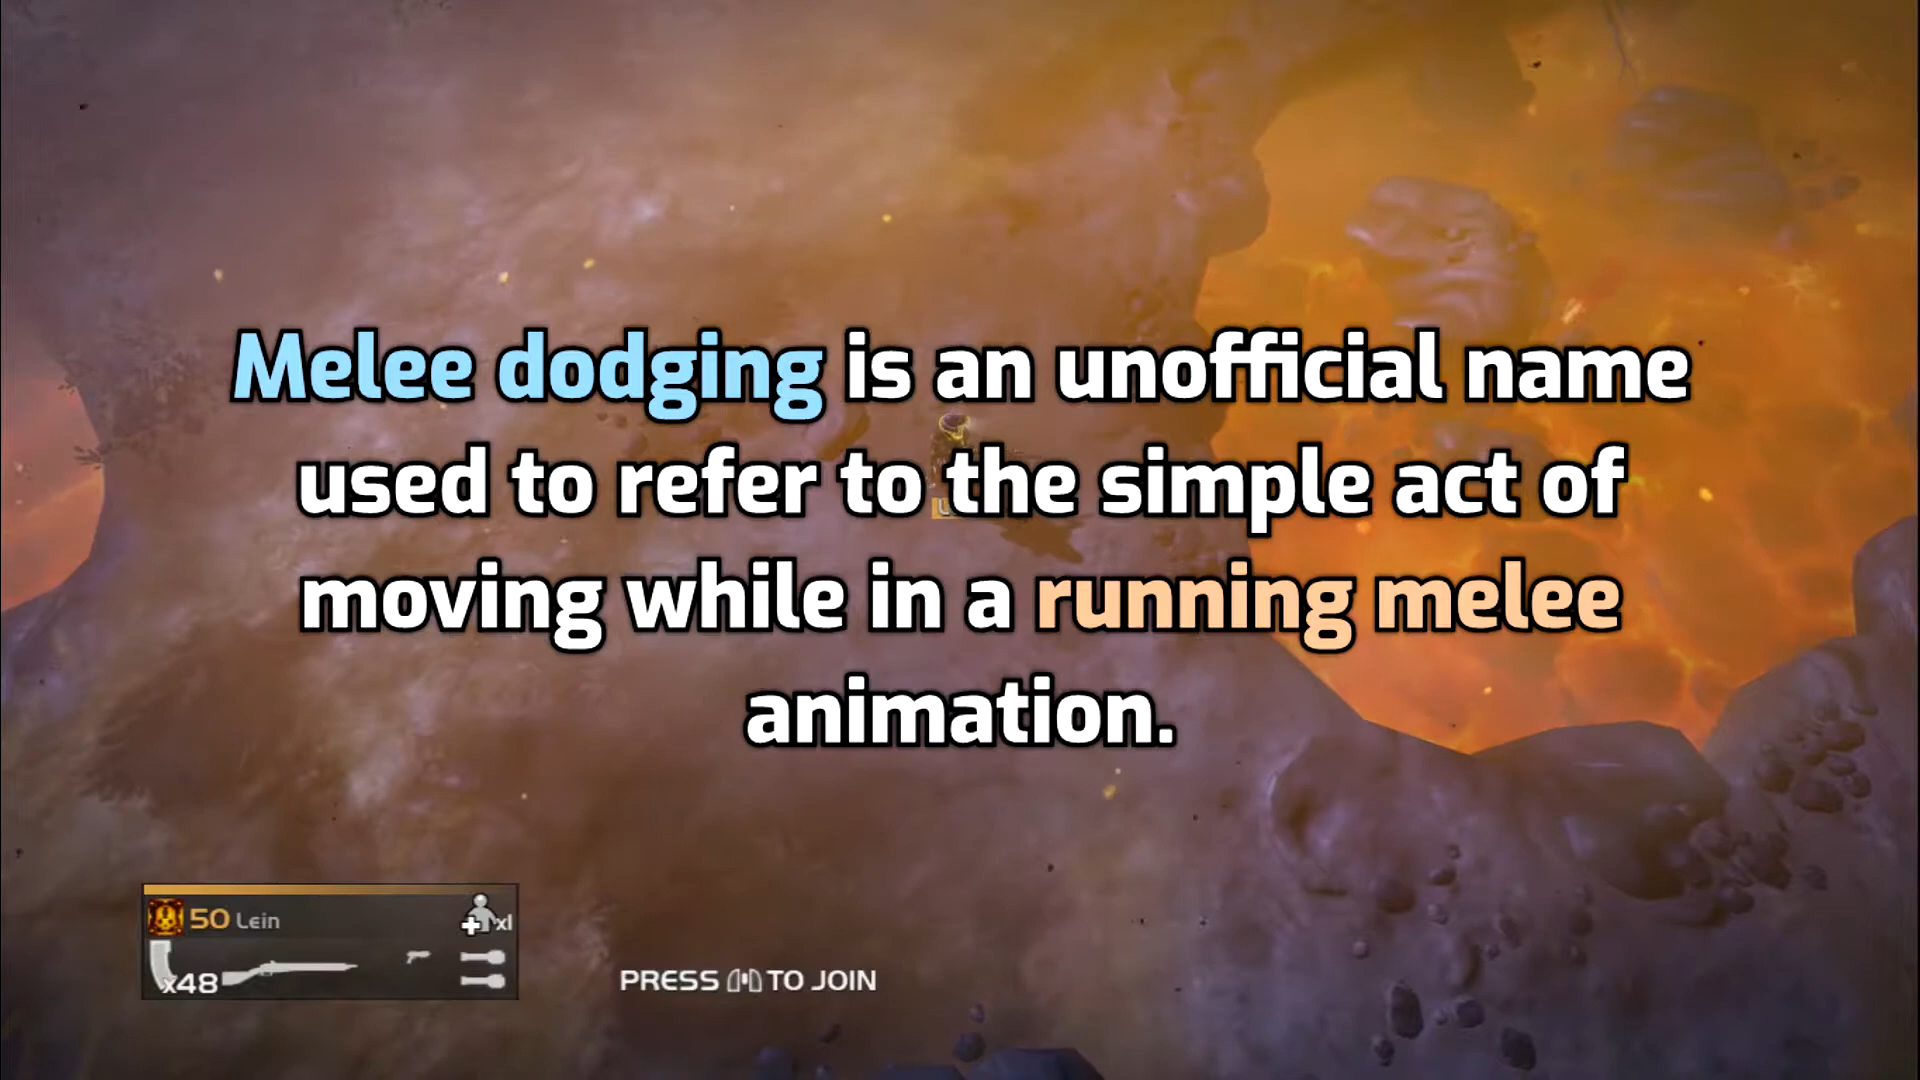 Melee dodging is an unofficial name
used to refer to the simple act of
moving while in a running melee
animation.
50 Lein
x1
x48
PRESS TO JOIN